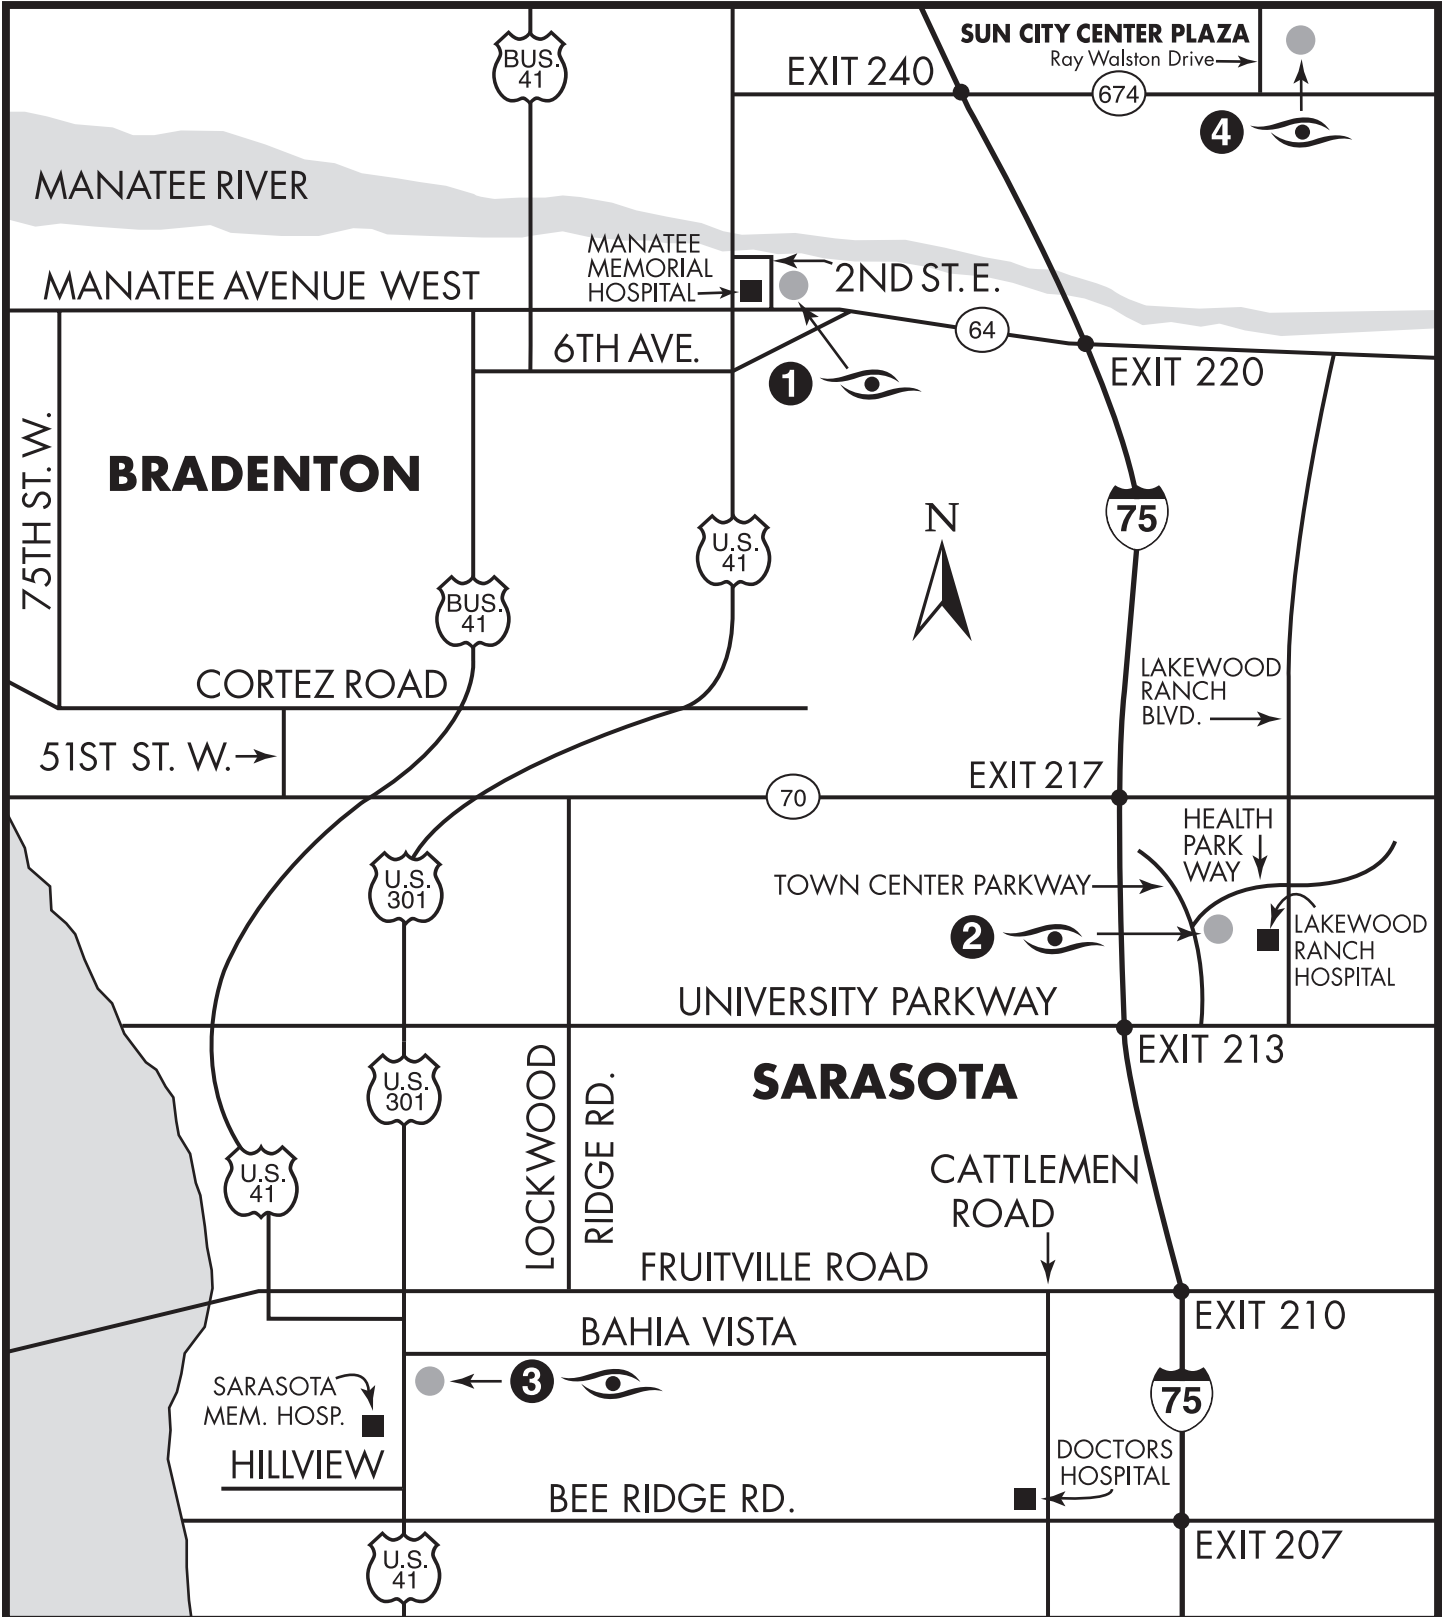 BUS.
41
SUN CITY CENTER PLAZA
Ray Walston Drive
EXIT 240
674
4
MANATEE RIVER
MANATEE
MEMORIAL
HOSPITAL
2ND ST. E.
MANATEE AVENUE WEST
64
6TH AVE.
EXIT 220
1
75TH ST. W.
BRADENTON
N
75
U.S.
41
BUS.
41
LAKEWOOD
RANCH
BLVD.
CORTEZ ROAD
51ST ST. W.
EXIT 217
70
HEALTH
PARK
WAY
TOWN CENTER PARKWAY
U.S.
301
2
LAKEWOOD
RANCH
HOSPITAL
UNIVERSITY PARKWAY
EXIT 213
LOCKWOOD
RIDGE RD.
SARASOTA
U.S.
301
CATTLEMEN
ROAD
U.S.
41
FRUITVILLE ROAD
EXIT 210
BAHIA VISTA
3
SARASOTA
MEM. HOSP.
75
HILLVIEW
DOCTORS
HOSPITAL
BEE RIDGE RD.
EXIT 207
U.S.
41